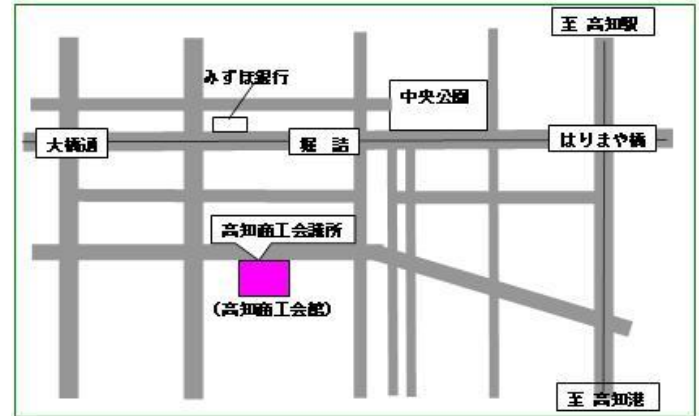 至 高知駅
みずほ銀行
中央公園
大橋通
堀 詰
はりまや橋
高知商工会議所
(高知商工会館)
至 高知港